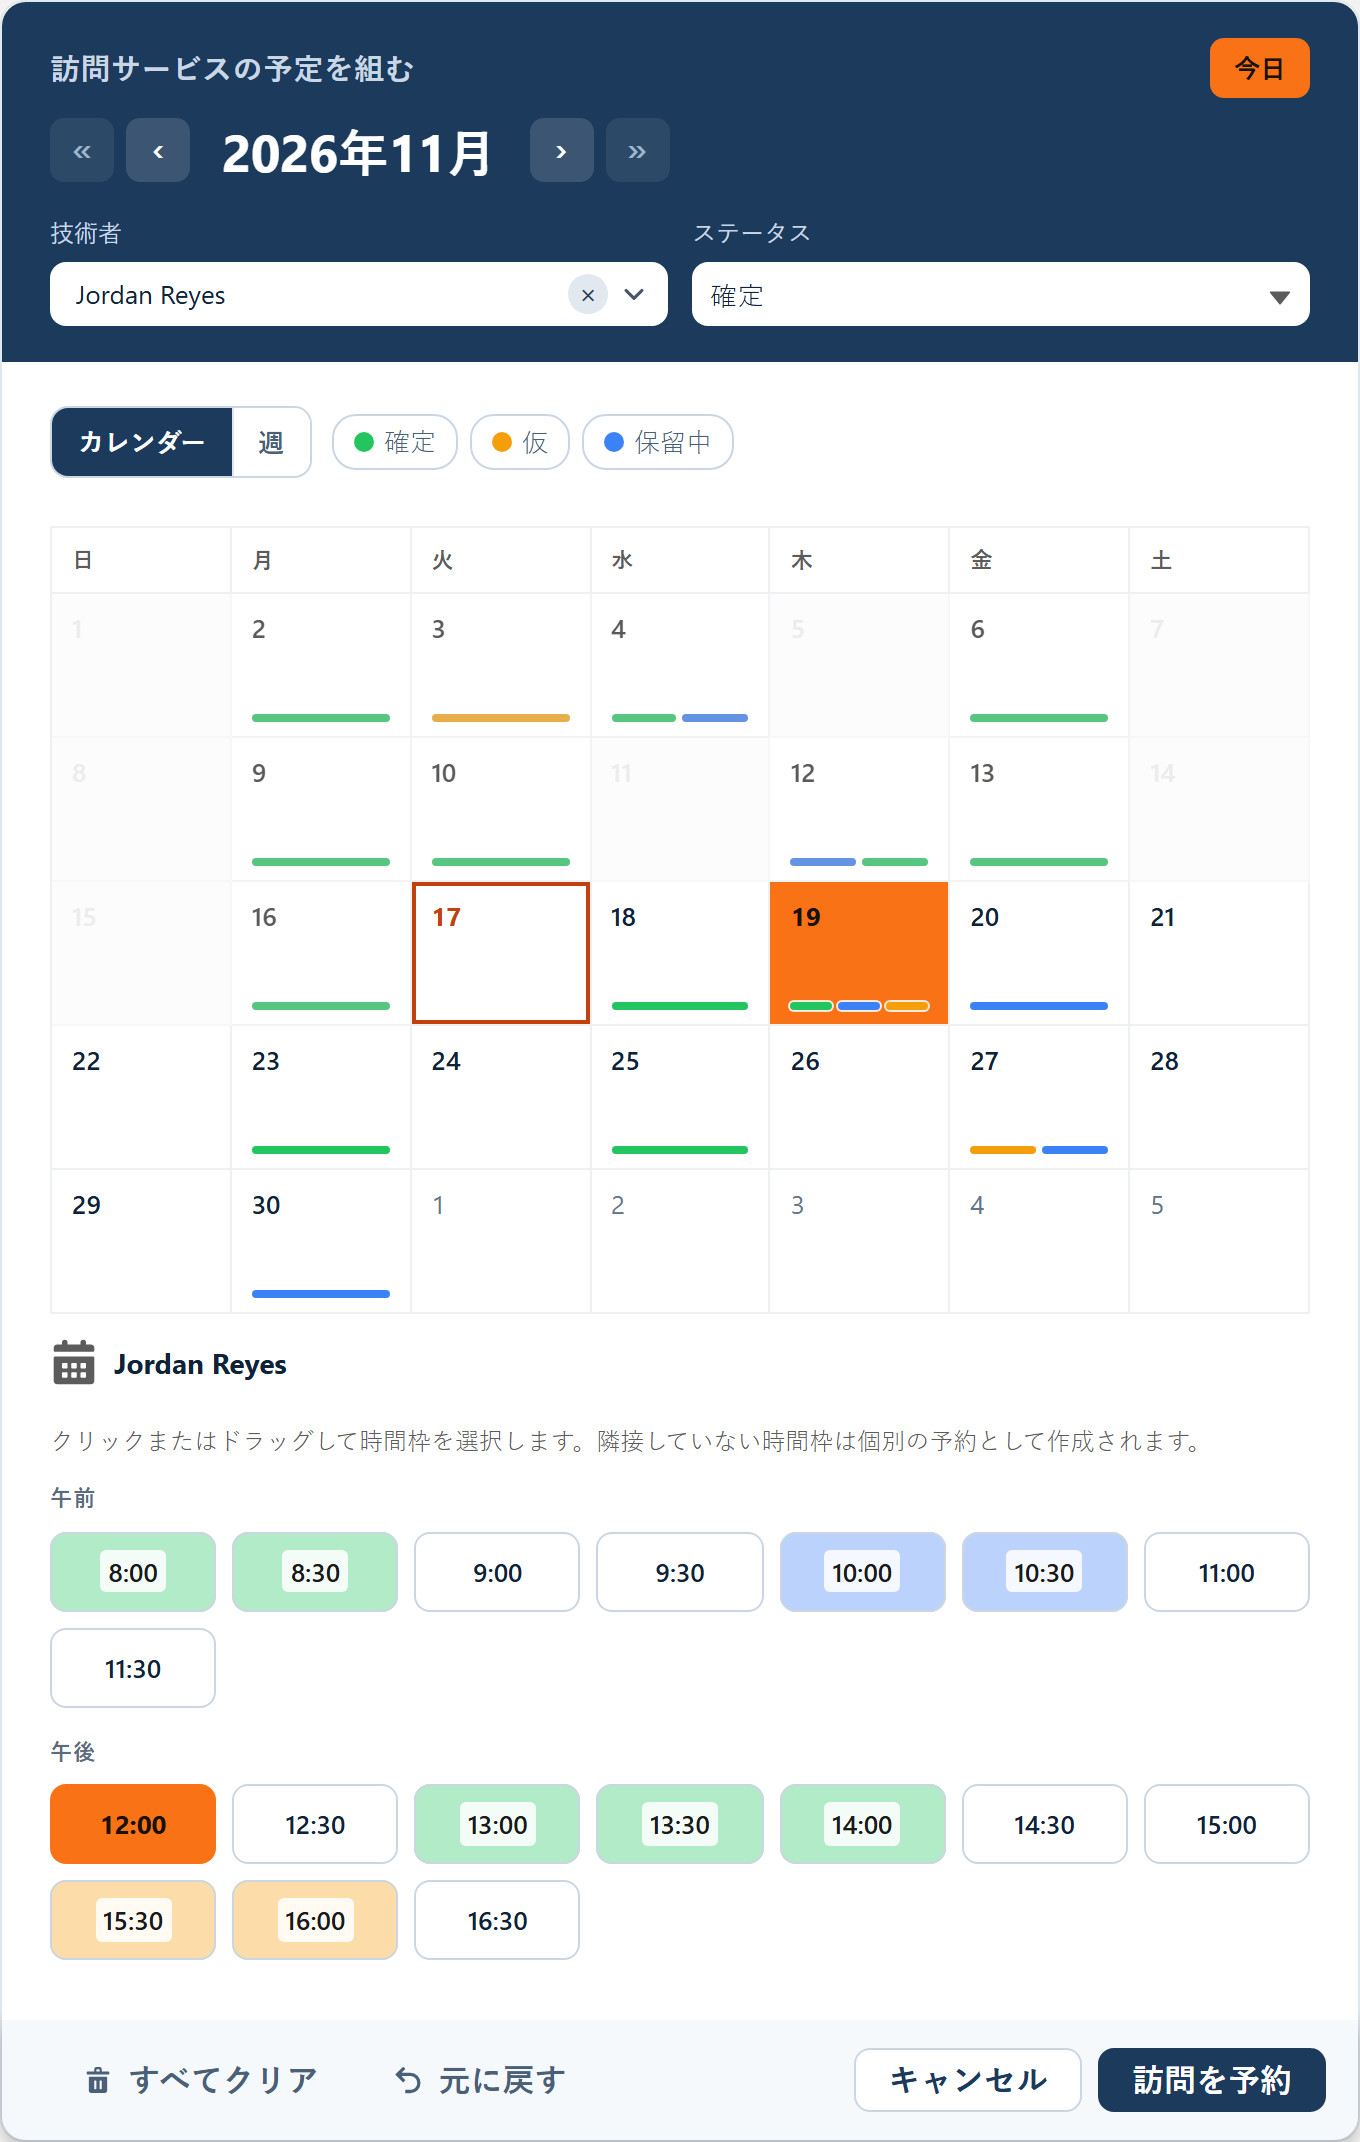 訪問サービスの予定を組む
今日
« ‹ 2026年11月 › »
技術者 ステータス
Jordan Reyes × 確定
カレンダー 週 確定 仮 保留中
日 月 火 水 木 金 土
1 2 3 4 5 6 7
8 9 10 11 12 13 14
15 16 17 18 19 20 21
22 23 24 25 26 27 28
29 30 1 2 3 4 5
Jordan Reyes
クリックまたはドラッグして時間枠を選択します。隣接していない時間枠は個別の予約として作成されます。
午前
8:00 8:30 9:00 9:30 10:00 10:30 11:00
11:30
午後
12:00 12:30 13:00 13:30 14:00 14:30 15:00
15:30 16:00 16:30
すべてクリア 元に戻す キャンセル 訪問を予約